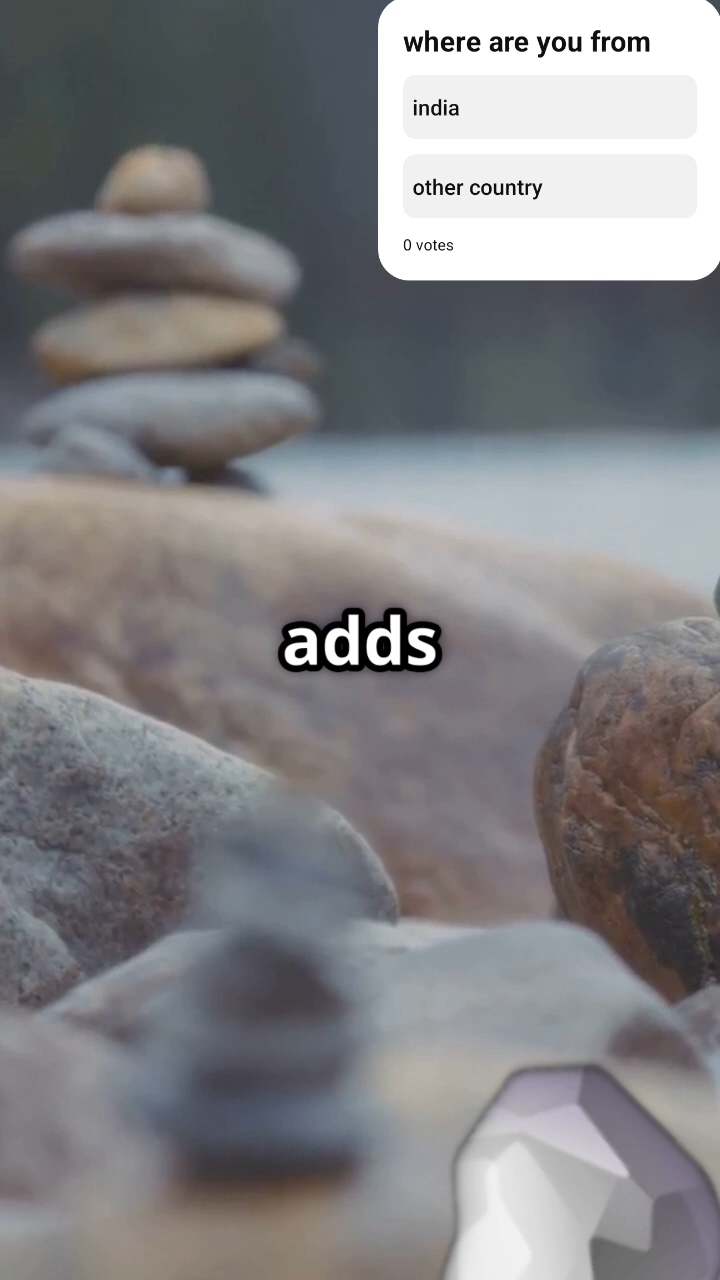 where are you from
india
other country
0 votes
adds